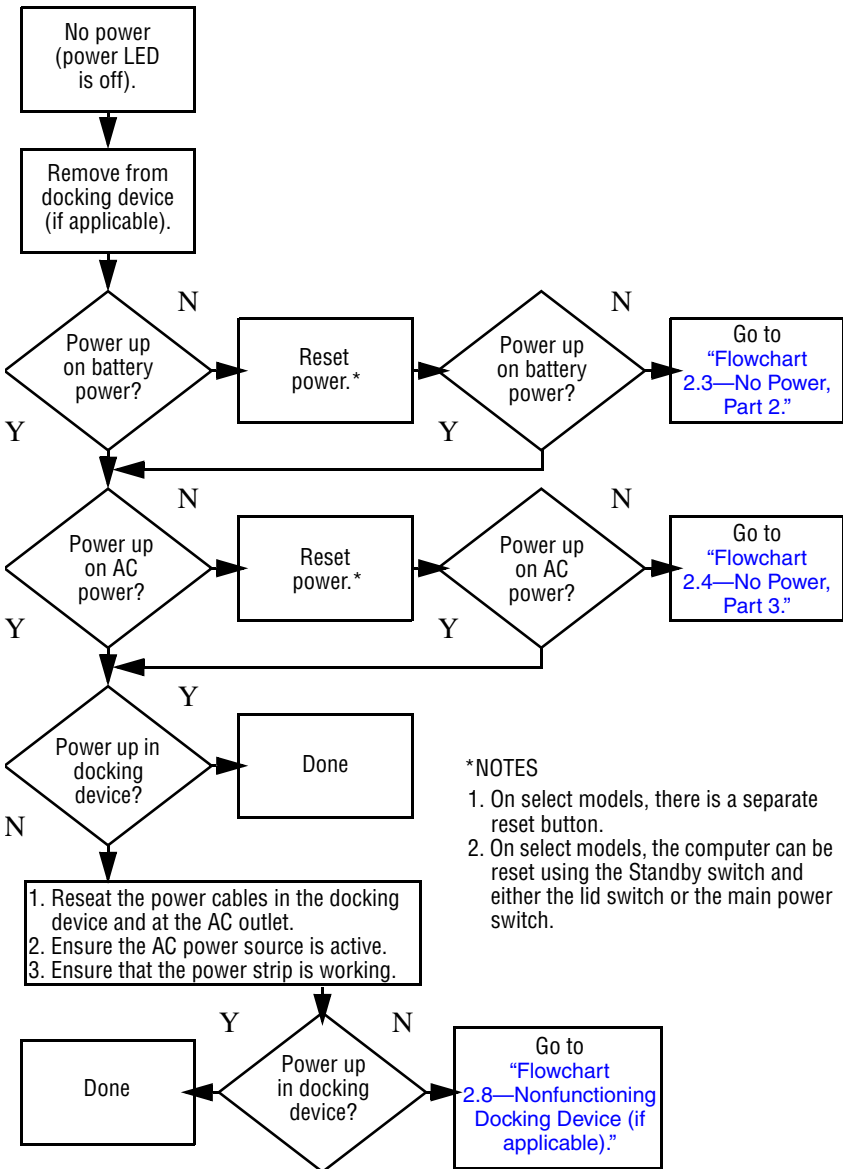 No power
(power LED
is off).
Remove from
docking device
(if applicable).
N
N
Power up
on battery
power?
Reset
power.*
Power up
on battery
power?
Go to
“Flowchart
2.3—No Power,
Part 2.”
Y
Y
N
N
Power up
on AC
power?
Reset
power.*
Power up
on AC
power?
Go to
“Flowchart
2.4—No Power,
Part 3.”
Y
Y
Y
Power up in
docking
device?
Done
N
*NOTES
1. On select models, there is a separate
reset button.
2. On select models, the computer can be
reset using the Standby switch and
either the lid switch or the main power
switch.
1. Reseat the power cables in the docking
device and at the AC outlet.
2. Ensure the AC power source is active.
3. Ensure that the power strip is working.
Y
N
Done
Power up
in docking
device?
Go to
“Flowchart
2.8—Nonfunctioning
Docking Device (if
applicable).”